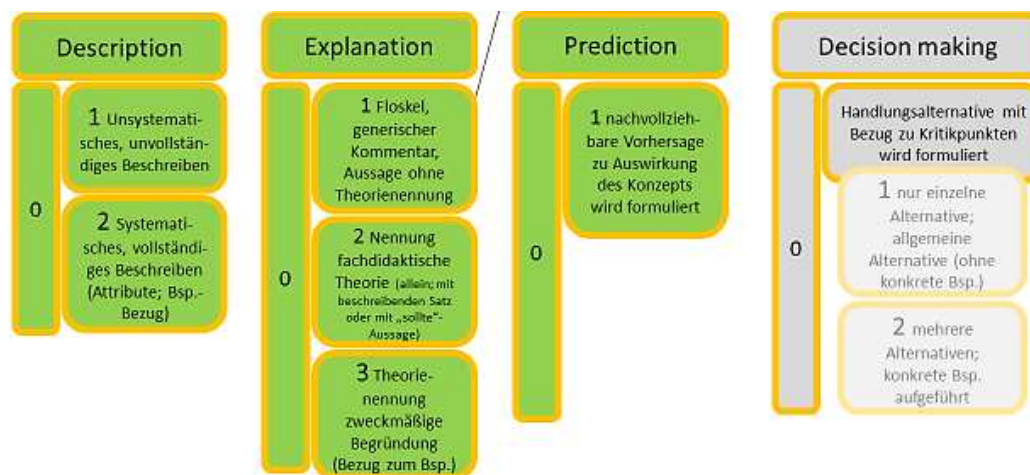 Description
0
1 Unsystemati-
sches, unvollstän-
diges Beschreiben
2 Systemati-
sches, vollständi-
ges Beschreiben
(Attribute; Bsp.-
Bezug)
Explanation
0
1 Floskel,
generischer
Kommentar,
Aussage ohne
Theorienennung
2 Nennung
fachdidaktische
Theorie (allein; mit
beschreibenden Satz
oder mit „sollte“-
Aussage)
3 Theorie-
nennung
zweckmäßige
Begründung
(Bezug zum Bsp.)
Prediction
0
1 nachvollzieh-
bare Vorhersage
zu Auswirkung
des Konzepts
wird formuliert
Decision making
0
Handlungsalternative mit
Bezug zu Kritikpunkten
wird formuliert
1 nur einzelne
Alternative;
allgemeine
Alternative (ohne
konkrete Bsp.)
2 mehrere
Alternativen;
konkrete Bsp.
aufgeführt